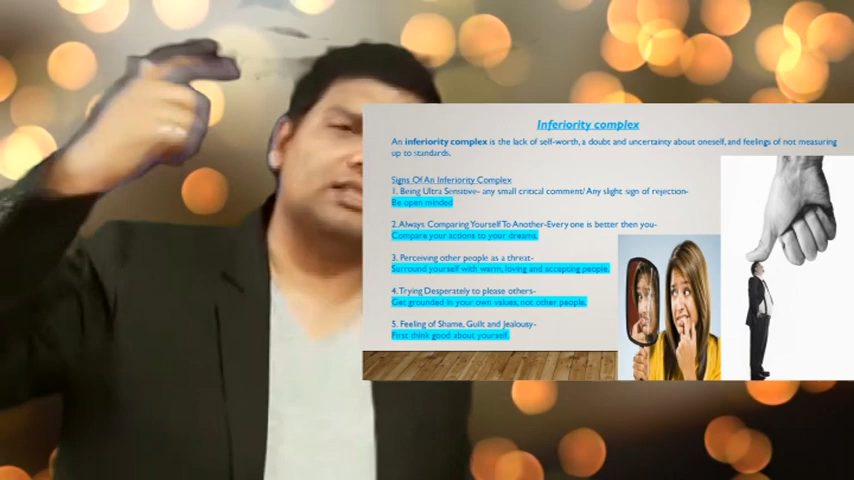 Inferiority complex
An inferiority complex is the lack of self-worth, a doubt and uncertainty about oneself, and feelings of not measuring
up to standards.
Signs Of An Inferiority Complex
1. Being Ultra Sensitive- any small critical comment/ Any slight sign of rejection-
Be open minded
2. Always Comparing Yourself To Another-Every one is better then you-
Compare your actions to your dreams.
3. Perceiving other people as a threat-
Surround yourself with warm, loving and accepting people.
4. Trying Desperately to please others-
Get grounded in your own values, not other people.
5. Feeling of Shame, Guilt and Jealousy-
First think good about yourself.